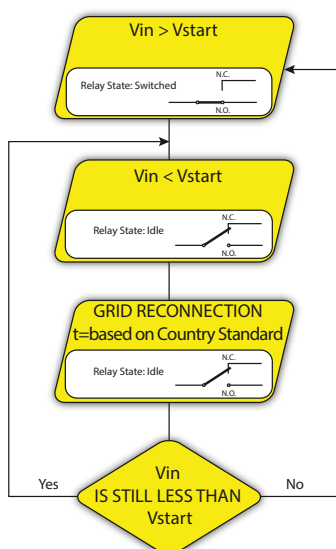 Vin > Vstart
N.C.
Relay State: Switched
N.O.
Vin < Vstart
N.C.
Relay State: Idle
N.O.
GRID RECONNECTION
t=based on Country Standard
N.C.
Relay State: Idle
N.O.
Yes
Vin
No
IS STILL LESS THAN
Vstart